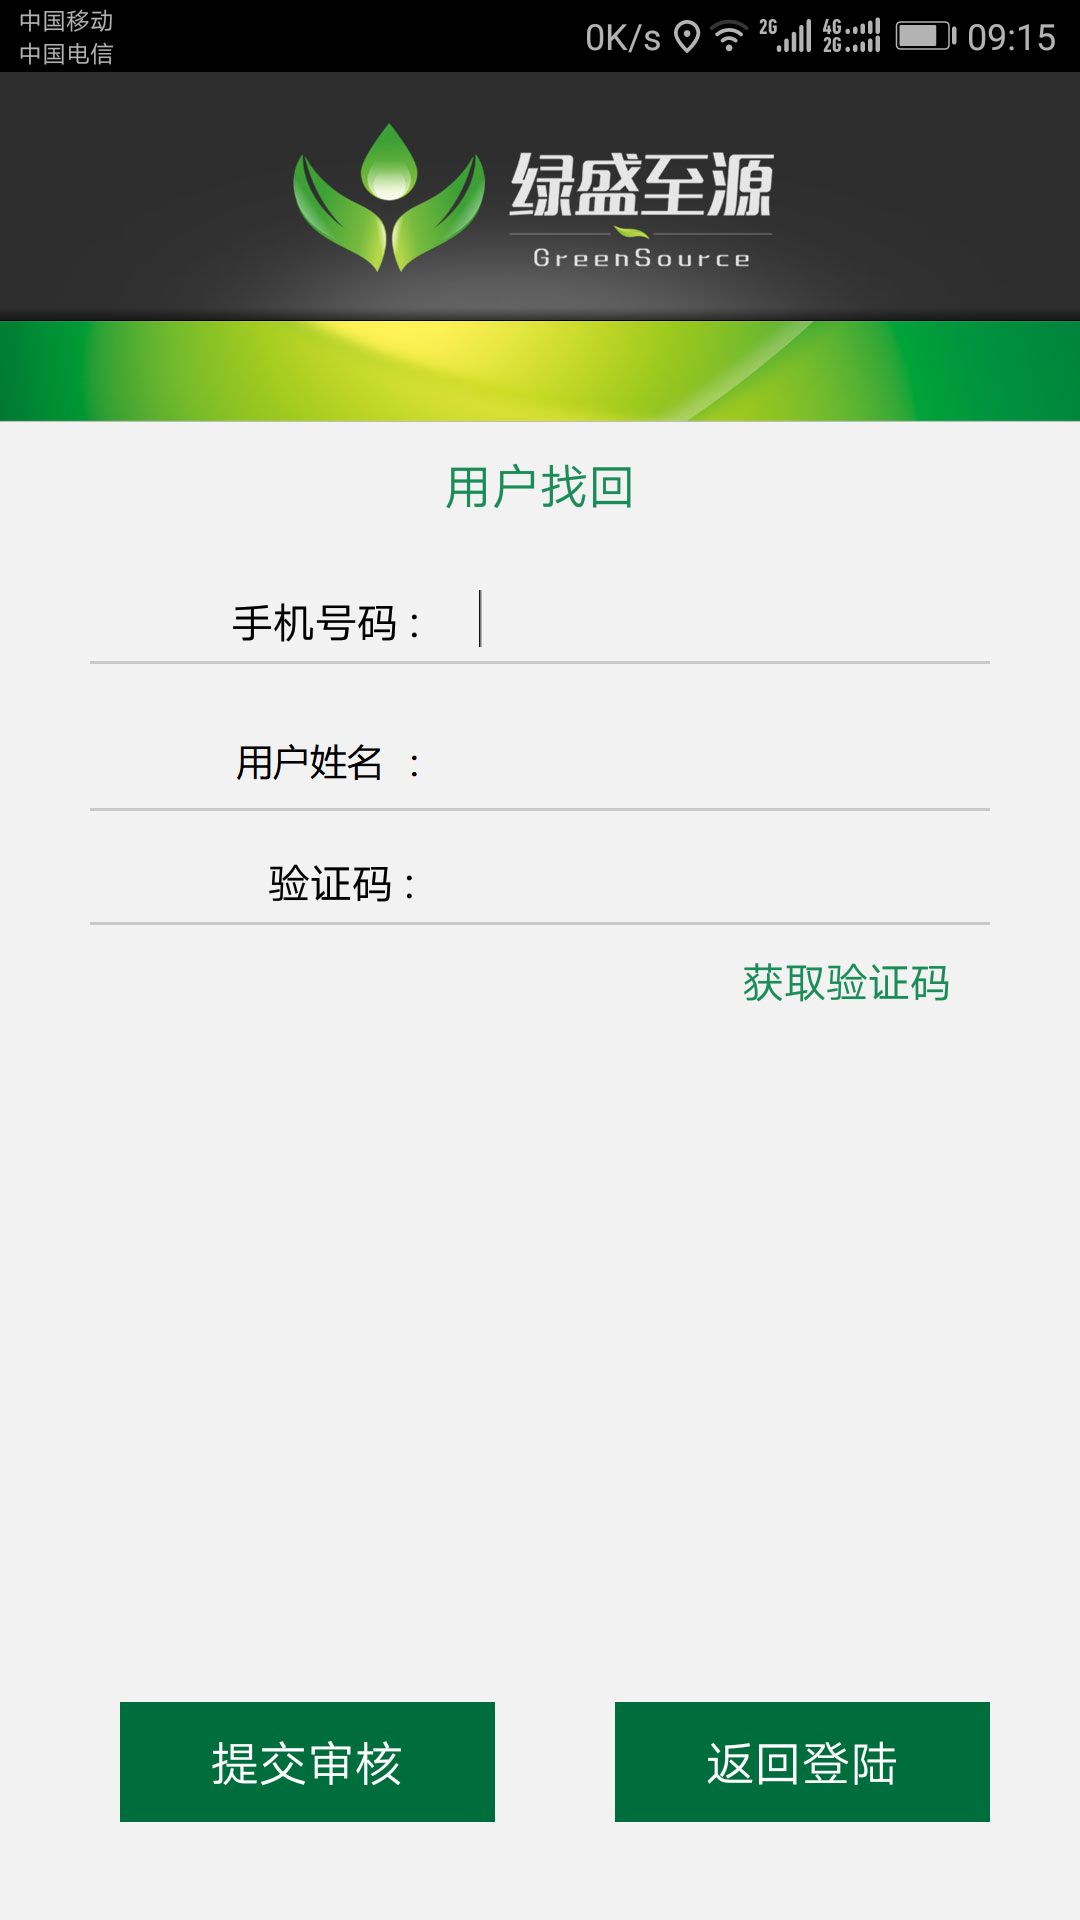 中国移动
中国电信
0K/s 2G 4G 2G 09:15
绿盛至源
GreenSource
用户找回
手机号码：
用户姓名 ：
验证码：
获取验证码
提交审核 返回登陆